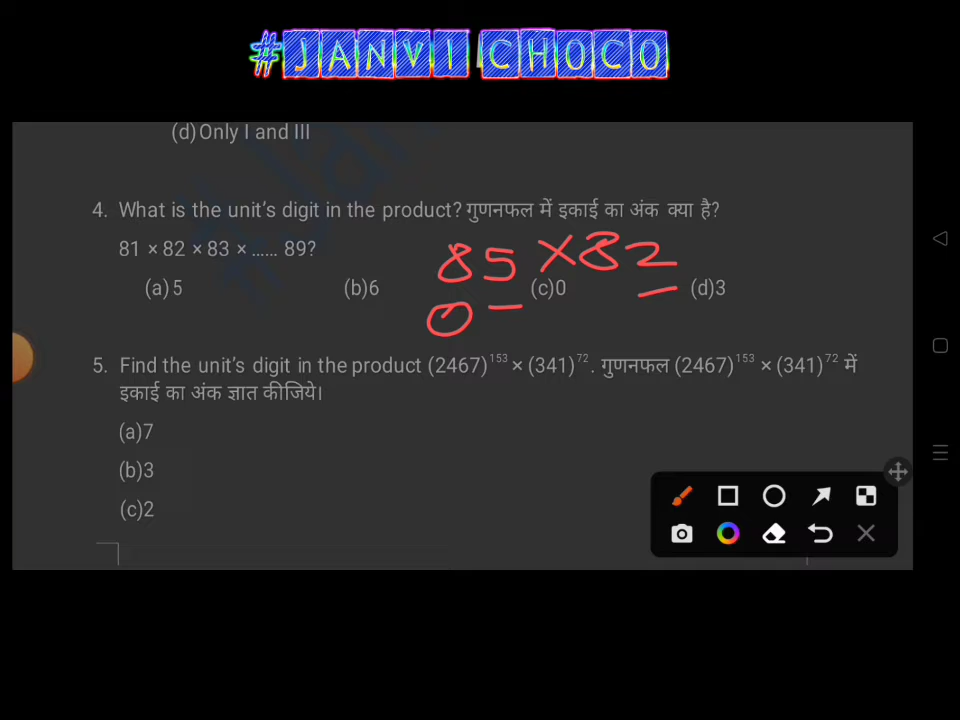 #JANVI CHOCO
(d) Only I and III
4. What is the unit's digit in the product? गुणनफल में इकाई का अंक क्या है?
81 × 82 × 83 × ...... 89?
85 × 82
(a) 5 (b) 6 (c) 0 (d) 3
0
5. Find the unit's digit in the product (2467)¹⁵³ × (341)⁷². गुणनफल (2467)¹⁵³ × (341)⁷² में
इकाई का अंक ज्ञात कीजिये।
(a) 7
(b) 3
(c) 2